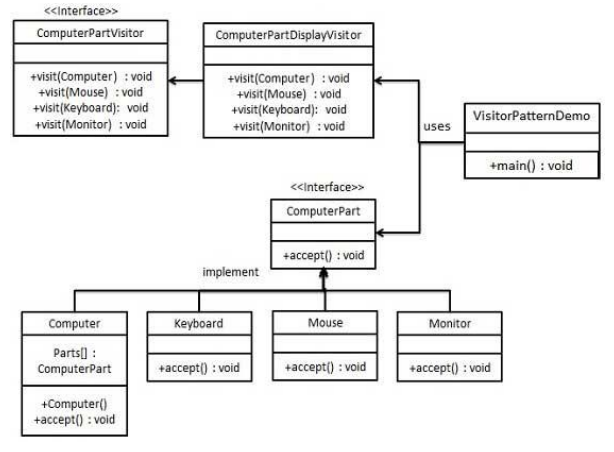 <<Interface>>
ComputerPartVisitor
+visit(Computer) : void
+visit(Mouse) : void
+visit(Keyboard): void
+visit(Monitor) : void
ComputerPartDisplayVisitor
+visit(Computer) : void
+visit(Mouse) : void
+visit(Keyboard): void
+visit(Monitor) : void
uses
VisitorPatternDemo
+main() : void
<<Interface>>
ComputerPart
+accept() : void
implement
Computer
Parts[] :
ComputerPart
+Computer()
+accept() : void
Keyboard
+accept() : void
Mouse
+accept() : void
Monitor
+accept() : void